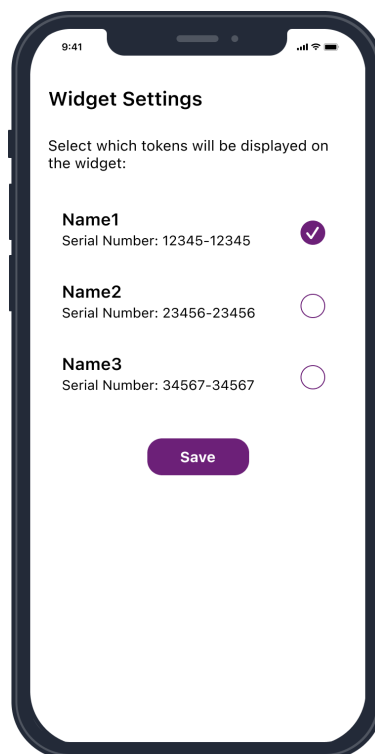 9:41
Widget Settings
Select which tokens will be displayed on
the widget:
Name1
Serial Number: 12345-12345
Name2
Serial Number: 23456-23456
Name3
Serial Number: 34567-34567
Save